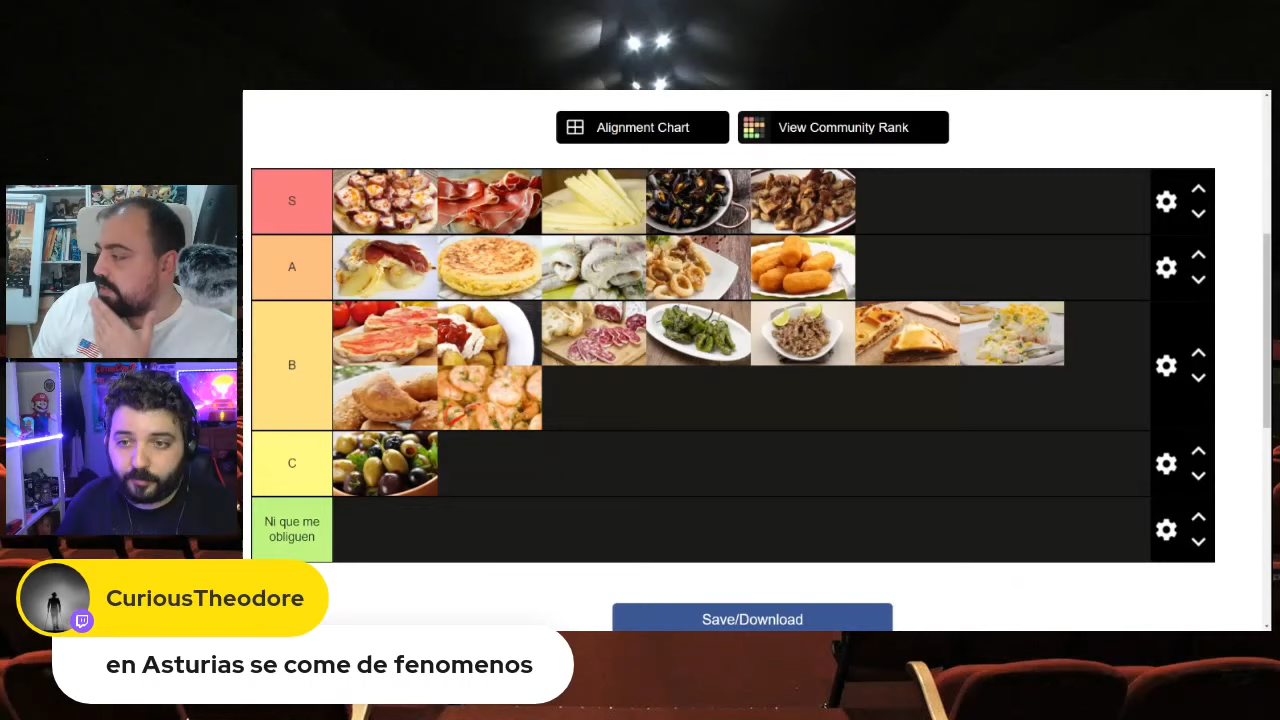 Alignment Chart
View Community Rank
S
A
B
C
Ni que me
obliguen
Save/Download
CuriousTheodore
en Asturias se come de fenomenos